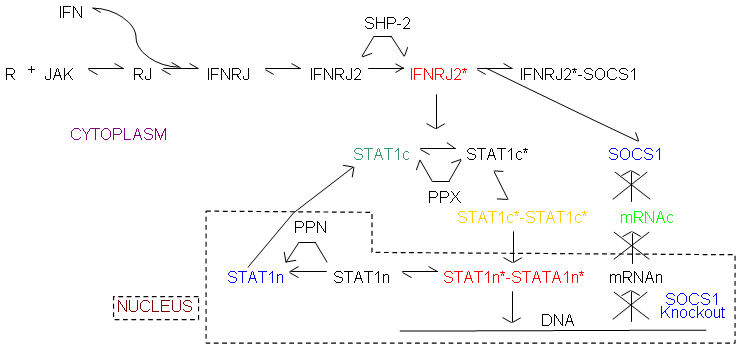 IFN
SHP-2
R + JAK RJ IFNRJ IFNRJ2 IFNRJ2* IFNRJ2*-SOCS1
CYTOPLASM
STAT1c STAT1c* SOCS1
PPX
STAT1c*-STAT1c* mRNAc
PPN
STAT1n STAT1n STAT1n*-STATA1n* mRNAn
NUCLEUS
SOCS1
Knockout
DNA